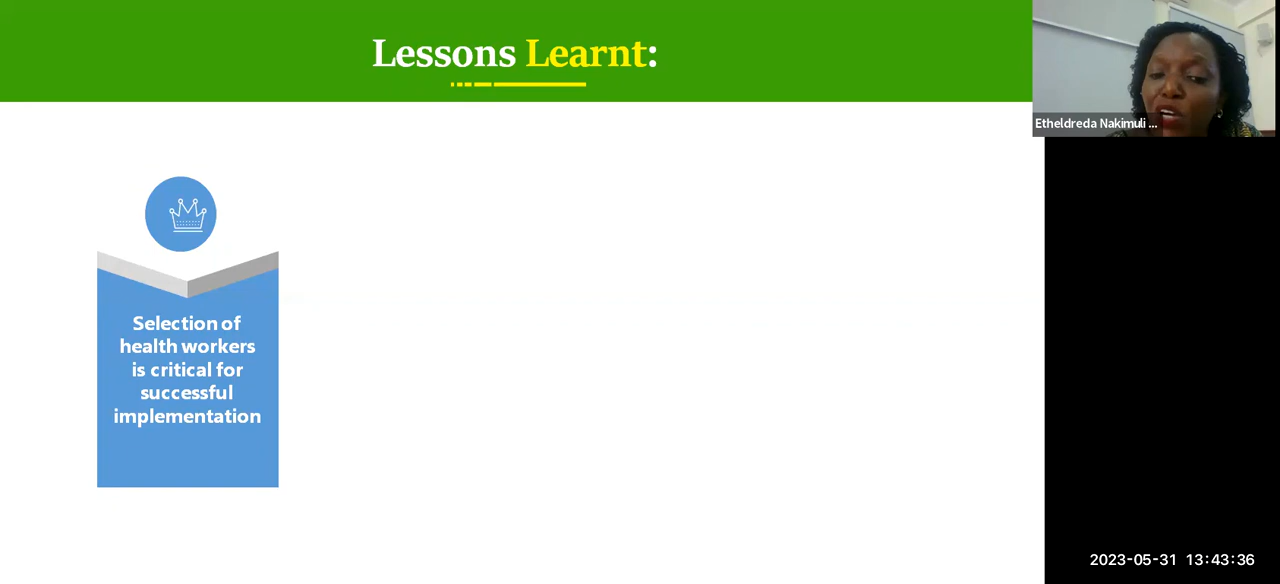 Lessons Learnt:
Etheldreda Nakimuli ...
Selection of
health workers
is critical for
successful
implementation
2023-05-31 13:43:36